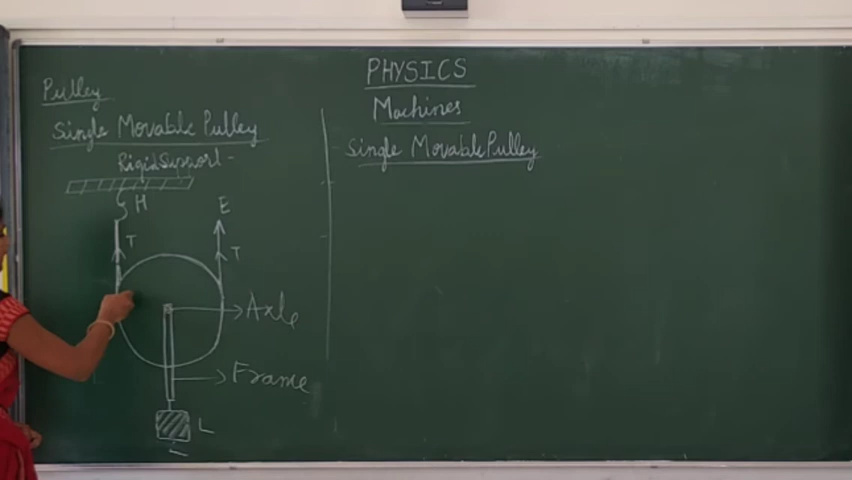 PHYSICS
Machines
Pulley
Single Movable Pulley
Rigid Support -
H
E
T
T
Axle
Frame
L
Single Movable Pulley